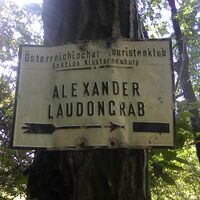 Österreichischer Touristenklub
Sektion Klosterneuburg
ALEXANDER
LAUDONGRAB